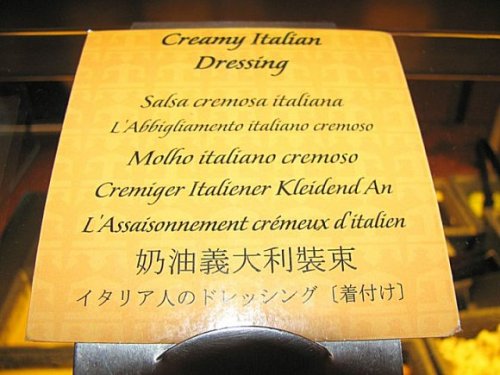 Creamy Italian
Dressing
Salsa cremosa italiana
L'Abbigliamento italiano cremoso
Molho italiano cremoso
Cremiger Italiener Kleidend An
L'Assaisonnement crémeux d'italien
奶油義大利裝束
イタリア人のドレッシング〔着付け〕